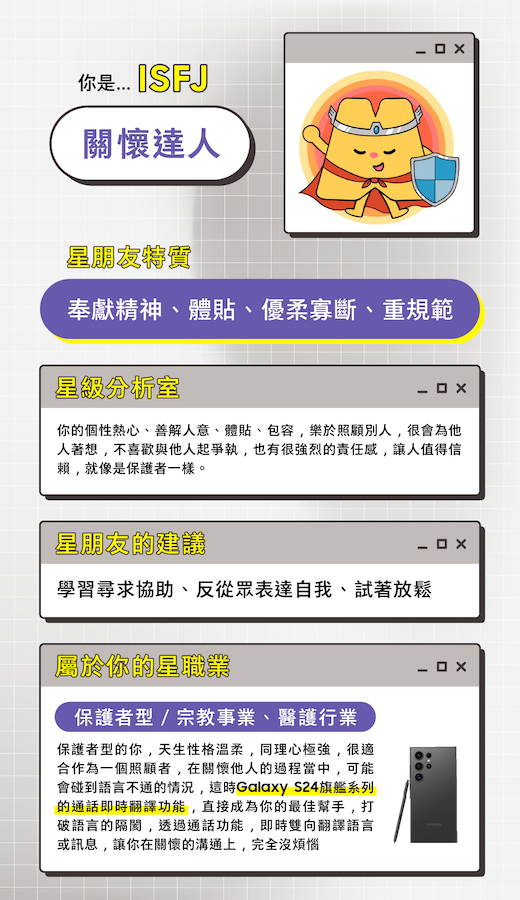 你是... ISFJ
關懷達人
星朋友特質
奉獻精神、體貼、優柔寡斷、重規範
星級分析室
你的個性熱心、善解人意、體貼、包容，樂於照顧別人，很會為他
人著想，不喜歡與他人起爭執，也有很強烈的責任感，讓人值得信
賴，就像是保護者一樣。
星朋友的建議
學習尋求協助、反從眾表達自我、試著放鬆
屬於你的星職業
保護者型 / 宗教事業、醫護行業
保護者型的你，天生性格溫柔，同理心極強，很適
合作為一個照顧者，在關懷他人的過程當中，可能
會碰到語言不通的情況，這時Galaxy S24旗艦系列
的通話即時翻譯功能，直接成為你的最佳幫手，打
破語言的隔閡，透過通話功能，即時雙向翻譯語言
或訊息，讓你在關懷的溝通上，完全沒煩惱